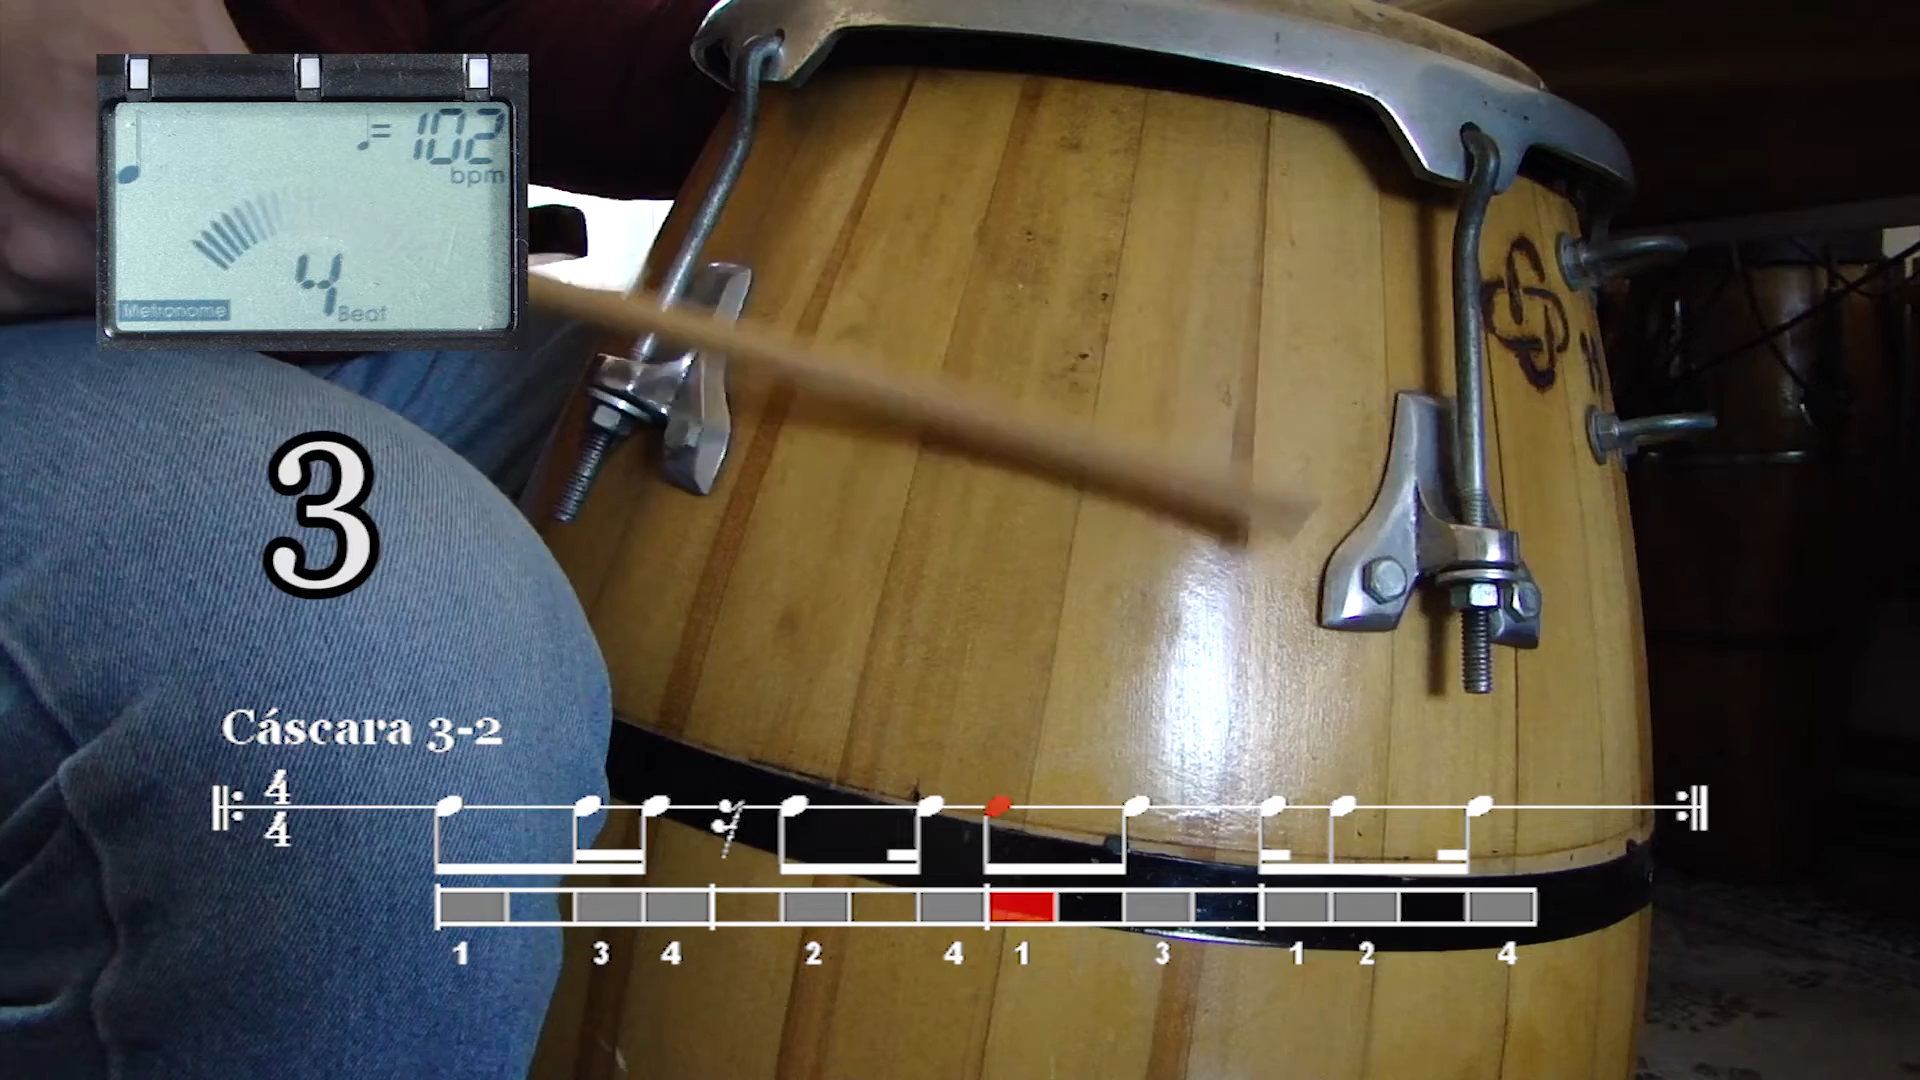 ♩= 102
bpm
4 Beat
Metronome
3
Cáscara 3-2
4
4
1 3 4 2 4 1 3 1 2 4